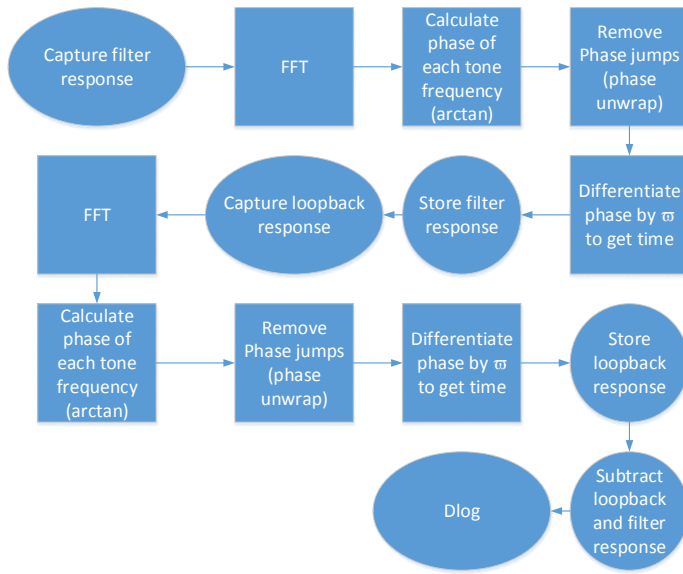 Capture filter
response
FFT
Calculate
phase of
each tone
frequency
(arctan)
Remove
Phase jumps
(phase
unwrap)
Differentiate
phase by ϖ
to get time
Store filter
response
Capture loopback
response
FFT
Calculate
phase of
each tone
frequency
(arctan)
Remove
Phase jumps
(phase
unwrap)
Differentiate
phase by ϖ
to get time
Store
loopback
response
Subtract
loopback
and filter
response
Dlog